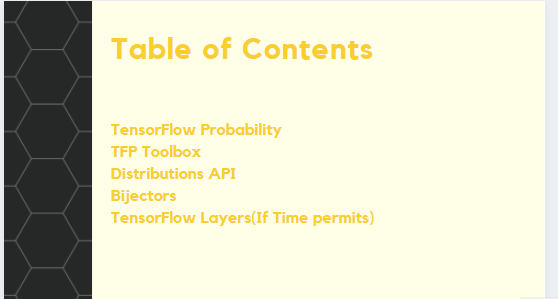 Table of Contents
TensorFlow Probability
TFP Toolbox
Distributions API
Bijectors
TensorFlow Layers(If Time permits)